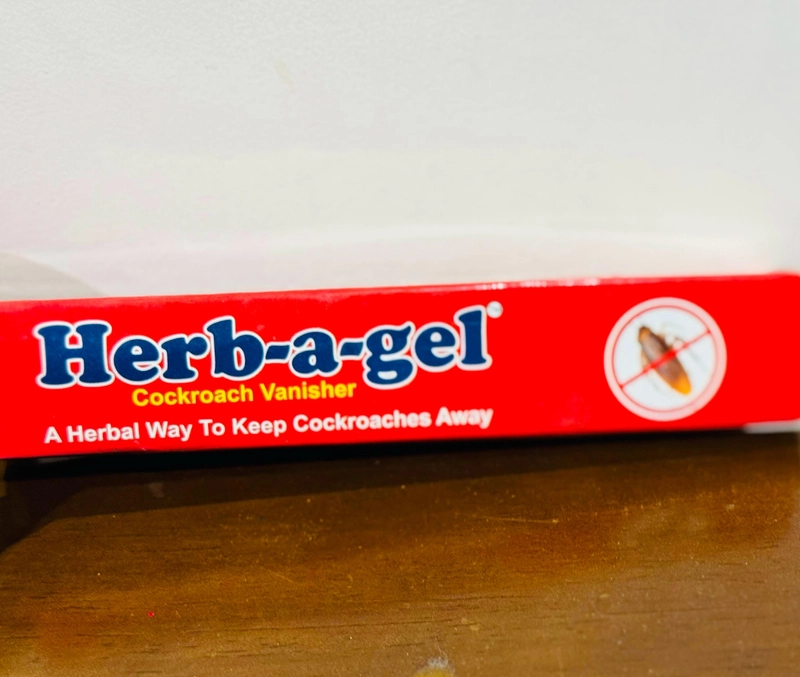 Herb-a-gel
Cockroach Vanisher
A Herbal Way To Keep Cockroaches Away